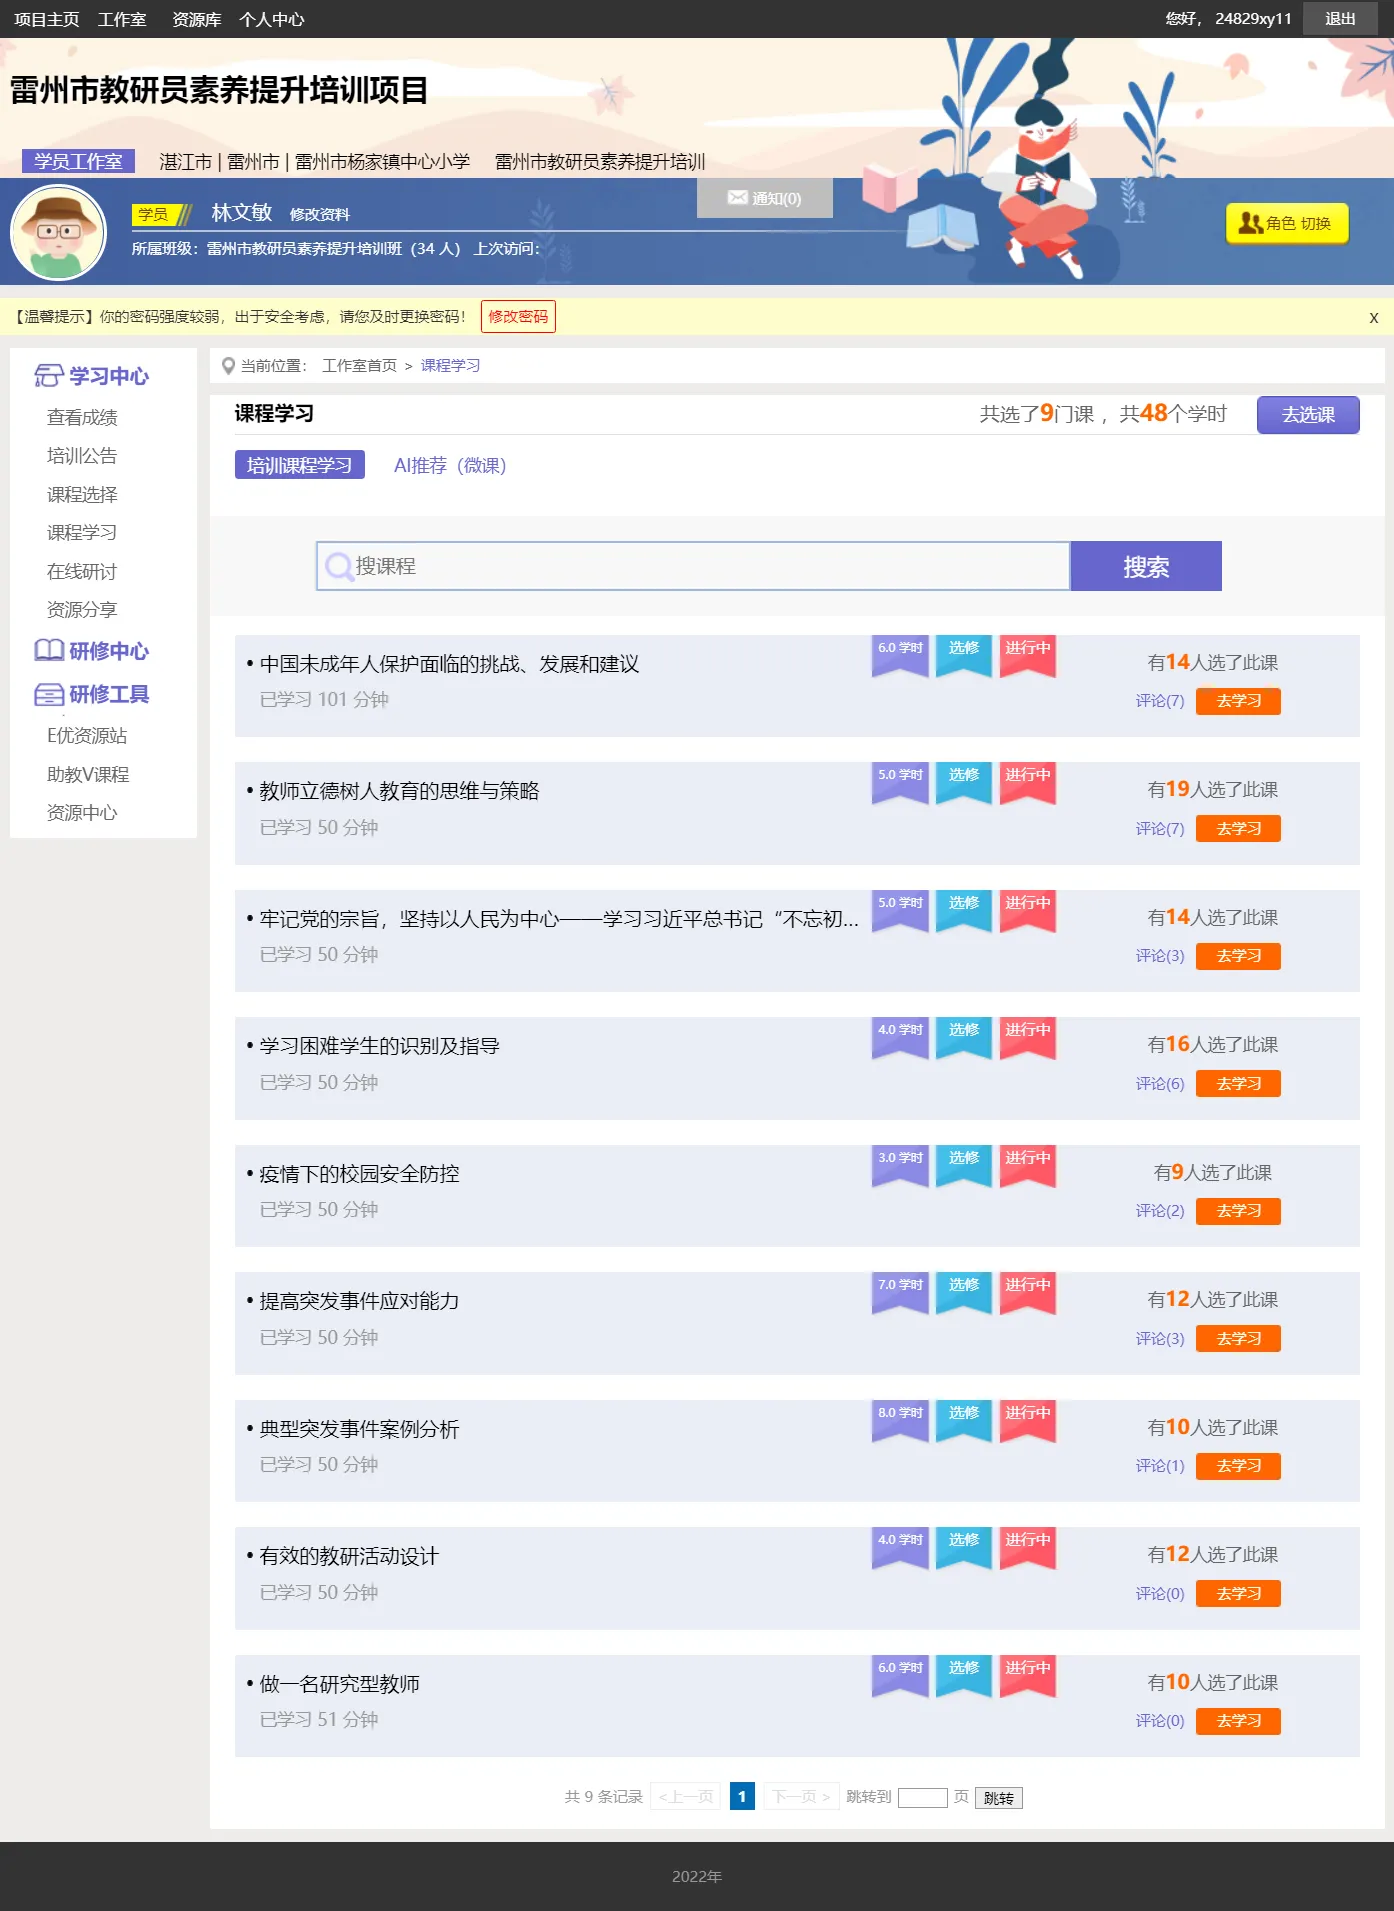 项目主页 工作室 资源库 个人中心 您好， 24829xy11 退出
雷州市教研员素养提升培训项目
学员工作室 湛江市 | 雷州市 | 雷州市杨家镇中心小学 雷州市教研员素养提升培训
通知(0)
学员 林文敏 修改资料
角色 切换
所属班级：雷州市教研员素养提升培训班（34 人） 上次访问：
【温馨提示】你的密码强度较弱，出于安全考虑，请您及时更换密码！ 修改密码 X
学习中心
查看成绩
培训公告
课程选择
课程学习
在线研讨
资源分享
研修中心
研修工具
E优资源站
助教V课程
资源中心
当前位置： 工作室首页 > 课程学习
课程学习 共选了9门课 ，共48个学时 去选课
培训课程学习 AI推荐（微课）
搜课程 搜索
• 中国未成年人保护面临的挑战、发展和建议 6.0 学时 选修 进行中 有14人选了此课
已学习 101 分钟 评论(7) 去学习
• 教师立德树人教育的思维与策略 5.0 学时 选修 进行中 有19人选了此课
已学习 50 分钟 评论(7) 去学习
• 牢记党的宗旨，坚持以人民为中心——学习习近平总书记“不忘初... 5.0 学时 选修 进行中 有14人选了此课
已学习 50 分钟 评论(3) 去学习
• 学习困难学生的识别及指导 4.0 学时 选修 进行中 有16人选了此课
已学习 50 分钟 评论(6) 去学习
• 疫情下的校园安全防控 3.0 学时 选修 进行中 有9人选了此课
已学习 50 分钟 评论(2) 去学习
• 提高突发事件应对能力 7.0 学时 选修 进行中 有12人选了此课
已学习 50 分钟 评论(3) 去学习
• 典型突发事件案例分析 8.0 学时 选修 进行中 有10人选了此课
已学习 50 分钟 评论(1) 去学习
• 有效的教研活动设计 4.0 学时 选修 进行中 有12人选了此课
已学习 50 分钟 评论(0) 去学习
• 做一名研究型教师 6.0 学时 选修 进行中 有10人选了此课
已学习 51 分钟 评论(0) 去学习
共 9 条记录 <上一页 1 下一页 > 跳转到 页 跳转
2022年